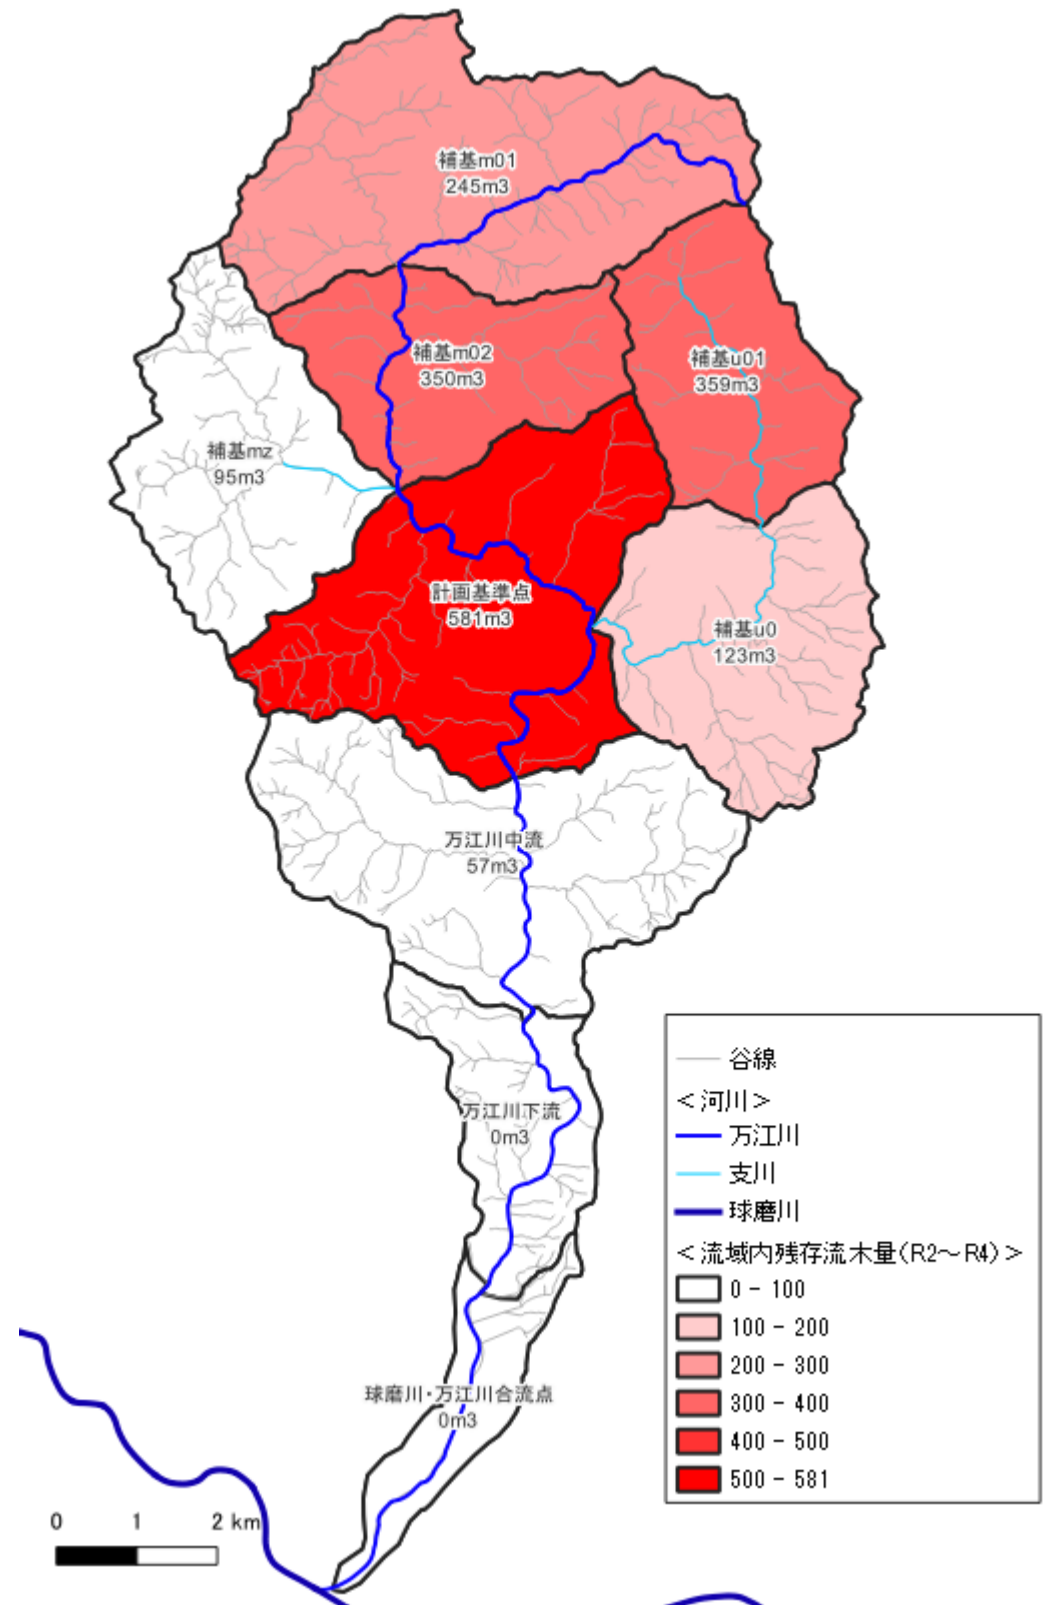 補基m01
245m3
補基m02
350m3
補基u01
359m3
補基mz
95m3
計画基準点
581m3
補基u0
123m3
万江川中流
57m3
万江川下流
0m3
球磨川・万江川合流点
0m3
谷線
<河川>
万江川
支川
球磨川
<流域内残存流木量(R2～R4)>
0 - 100
100 - 200
200 - 300
300 - 400
400 - 500
500 - 581
0 1 2 km